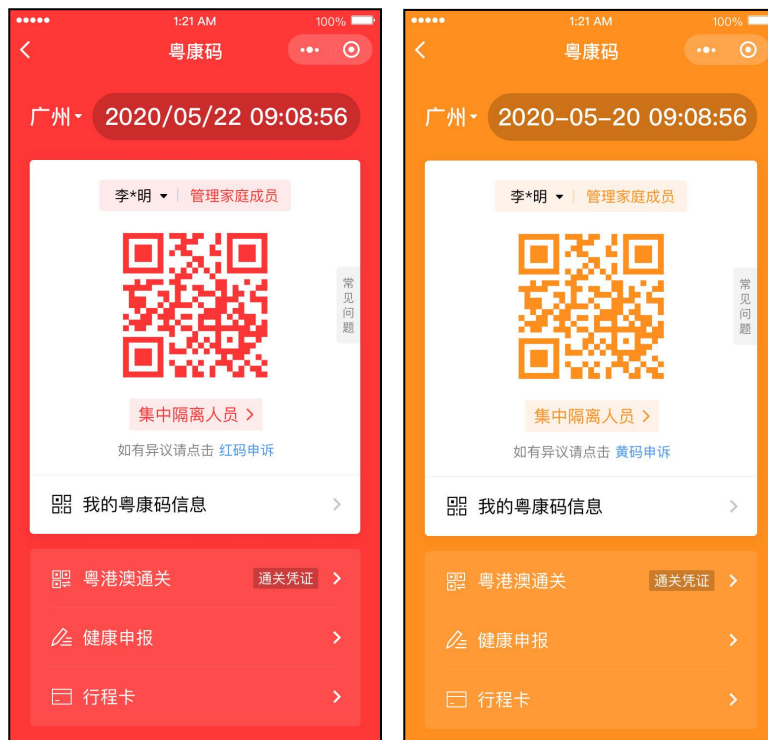 1:21 AM
100%
粤康码
广州
2020/05/22 09:08:56
李*明
管理家庭成员
常见问题
集中隔离人员
如有异议请点击 红码申诉
我的粤康码信息
粤港澳通关
通关凭证
健康申报
行程卡
1:21 AM
100%
粤康码
广州
2020-05-20 09:08:56
李*明
管理家庭成员
常见问题
集中隔离人员
如有异议请点击 黄码申诉
我的粤康码信息
粤港澳通关
通关凭证
健康申报
行程卡